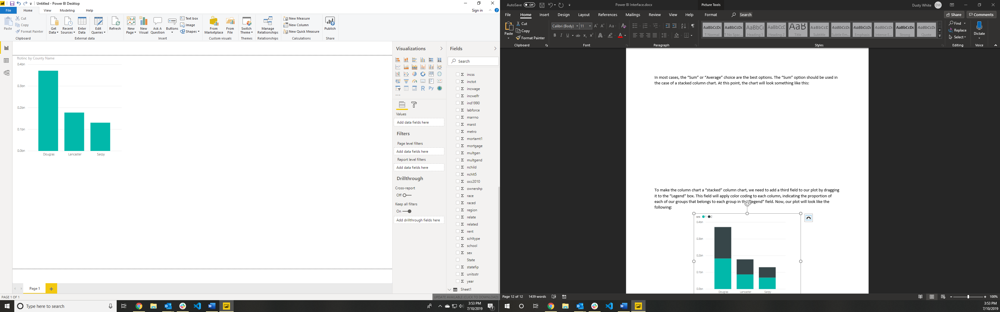 Untitled - Power BI Desktop
File Home View Modeling Help
Sign in
Paste
Cut
Copy
Format Painter
Clipboard
Get Data
Recent Sources
Enter Data
Edit Queries
Refresh
External data
New Page
New Visual
Ask A Question
Buttons
Text box
Image
Shapes
Insert
From Marketplace
From File
Custom visuals
Switch Theme
Themes
Manage Relationships
Relationships
New Measure
New Column
New Quick Measure
Calculations
Publish
Share
ftotinc by County Name
0.4bn
0.3bn
0.2bn
0.1bn
0.0bn
Douglas Lancaster Sarpy
Visualizations
R Py
Values
Add data fields here
Filters
Page level filters
Add data fields here
Report level filters
Add data fields here
Drillthrough
Cross-report
Off
Keep all filters
On
Add drillthrough fields here
Fields
Search
incss
inctot
incwage
incwelfr
ind1990
labforce
marrno
marst
metro
mortamt1
mortgage
multgen
multgend
nchild
nchlt5
occ2010
ownershp
race
raced
region
relate
related
rent
schltype
school
sex
State
statefip
unitsstr
year
Sheet1
Page 1
PAGE 1 OF 1
UPDATE AVAILABLE (CLICK TO DOWNLOAD)
Type here to search
3:53 PM
7/10/2019
7
AutoSave Off
Power BI Interface.docx
Picture Tools
Dusty White DW
File Home Insert Design Layout References Mailings Review View Help Format Search
Share Comments
Paste
Cut
Copy
Format Painter
Clipboard
Calibri (Body) 11
Font
Paragraph
AaBbCcDc AaBbCcDc AaBbCc AaBbCcD AaB AaBbCcD AaBbCcDc AaBbCcDc AaBbCcDc AaBbCcDc AaBbCcDc
¶ Normal ¶ No Spac... Heading 1 Heading 2 Title Subtitle Subtle Em... Emphasis Intense E... Strong Quote
Styles
Find
Replace
Select
Editing
Dictate
Voice
In most cases, the “Sum” or “Average” choice are the best options. The “Sum” option should be used in
the case of a stacked column chart. At this point, the chart will look something like this:
To make the column chart a “stacked” column chart, we need to add a third field to our plot by dragging
it to the “Legend” box. This field will apply color coding to each column, indicating the proportion of
each of our groups that belongs to each group in the “legend” field. Now, our plot will look like the
following:
sex 1 2
0.4bn
0.3bn
0.2bn
0.1bn
0.0bn
Douglas Lancaster Sarpy
Page 12 of 12 1439 words
100%
3:53 PM
7/10/2019